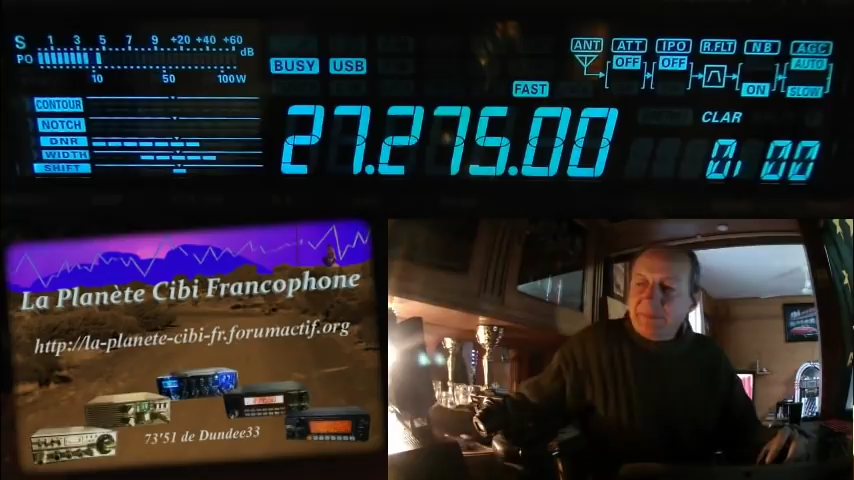 S 1 3 5 7 9 +20 +40 +60 dB
PO 10 50 100W
BUSY USB
ANT ATT IPO R.FLT NB AGC
OFF OFF AUTO
ON SLOW
FAST
CONTOUR
NOTCH
DNR
WIDTH
SHIFT
27.275.00
CLAR
0, 00
La Planète Cibi Francophone
http://la-planete-cibi-fr.forumactif.org
73'51 de Dundee33